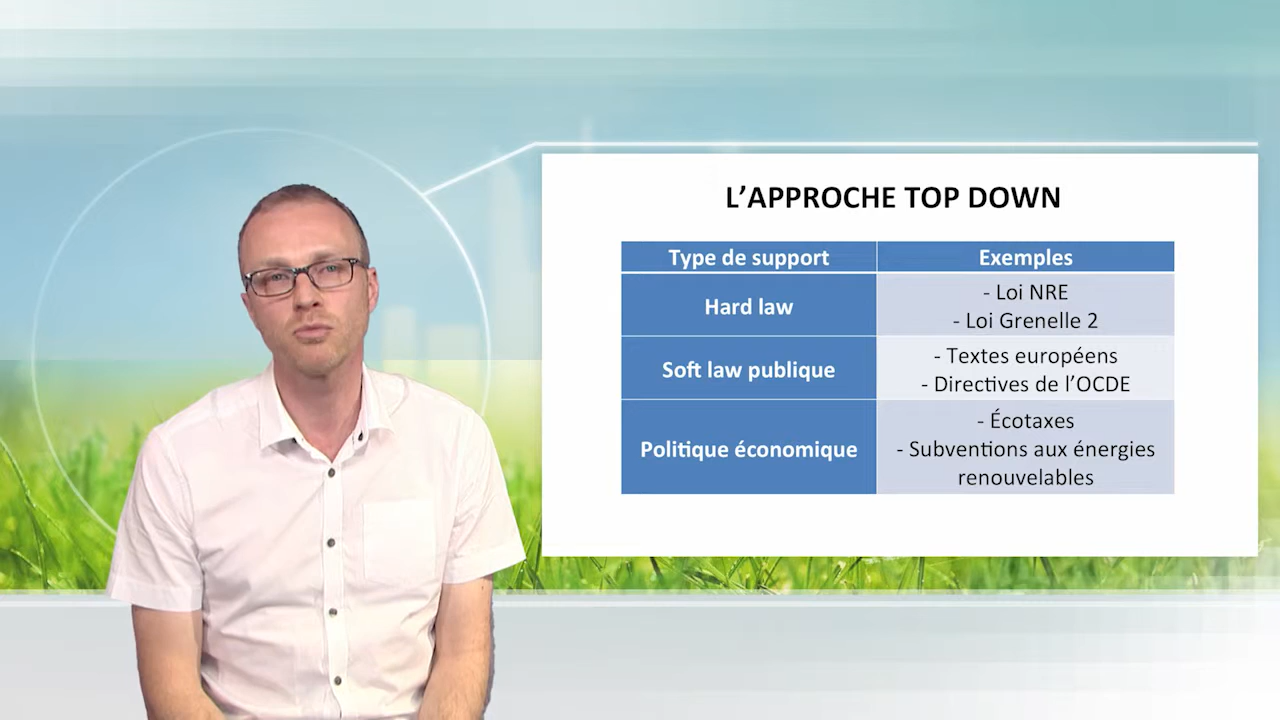 L'APPROCHE TOP DOWN
Type de support
Exemples
Hard law
- Loi NRE
- Loi Grenelle 2
Soft law publique
- Textes européens
- Directives de l'OCDE
Politique économique
- Écotaxes
- Subventions aux énergies
renouvelables